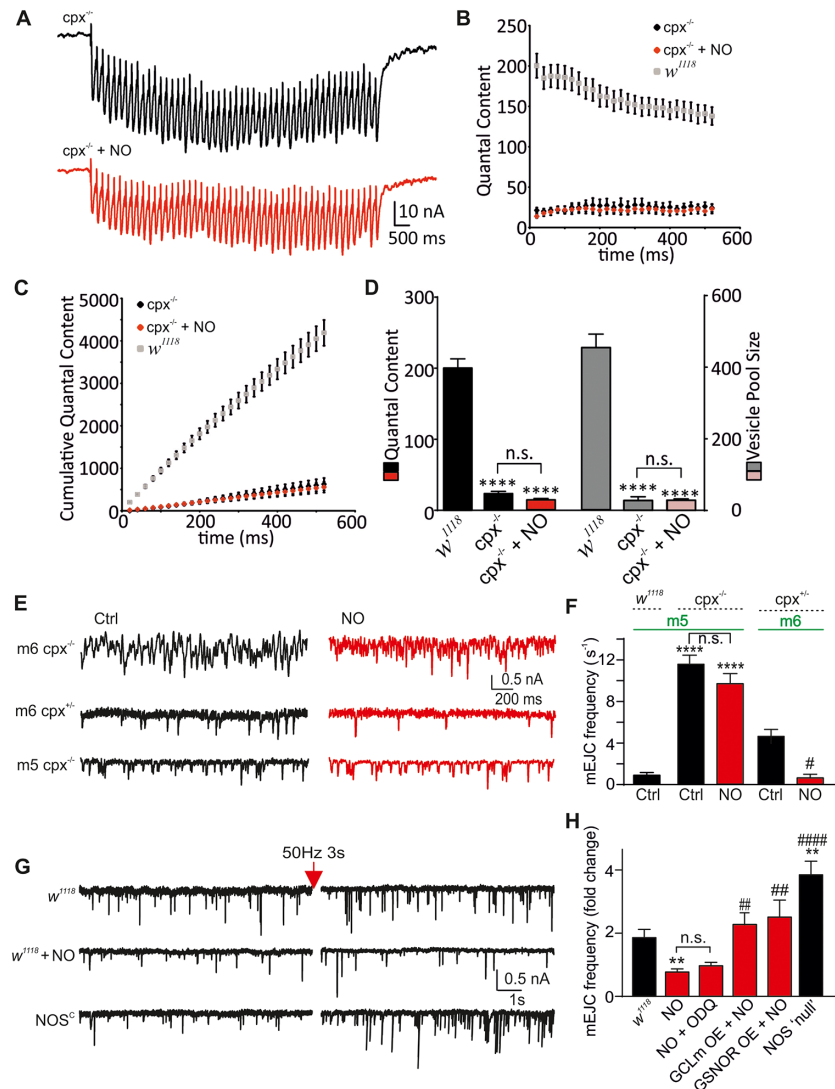 A
cpx-/-
cpx-/- + NO
10 nA
500 ms
B
cpx-/-
cpx-/- + NO
w1118
Quantal Content
250
200
150
100
50
0
200
400
600
time (ms)
C
cpx-/-
cpx-/- + NO
w1118
Cumulative Quantal Content
5000
4000
3000
2000
1000
0
200
400
600
time (ms)
D
Quantal Content
300
200
100
0
n.s.
****
****
n.s.
****
****
600
400
200
0
Vesicle Pool Size
w1118
cpx-/-
cpx-/- + NO
w1118
cpx-/-
cpx-/- + NO
E
Ctrl
NO
m6 cpx-/-
0.5 nA
200 ms
m6 cpx+/-
m5 cpx-/-
F
w1118
cpx-/-
cpx+/-
m5
m6
n.s.
****
****
#
mEJC frequency (s-1)
12
8
4
0
Ctrl
Ctrl
NO
Ctrl
NO
G
50Hz 3s
w1118
w1118 + NO
0.5 nA
1s
NOSC
H
mEJC frequency (fold change)
4
2
0
**
n.s.
##
##
####
**
w1118
NO
NO + ODQ
GCLm OE + NO
GSNOR OE + NO
NOS 'null'